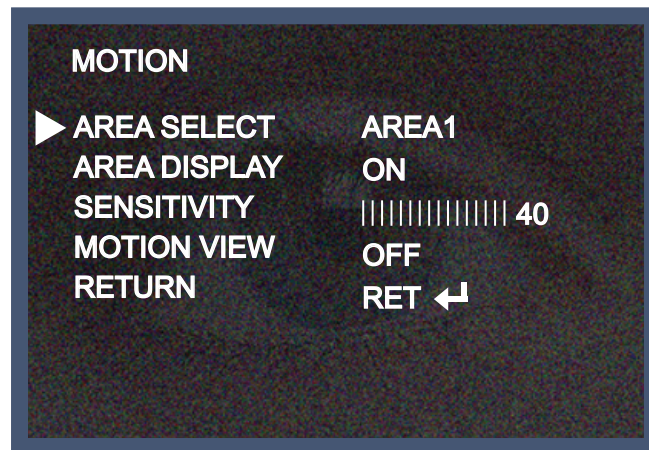 MOTION
AREA SELECT AREA1
AREA DISPLAY ON
SENSITIVITY 40
MOTION VIEW OFF
RETURN RET